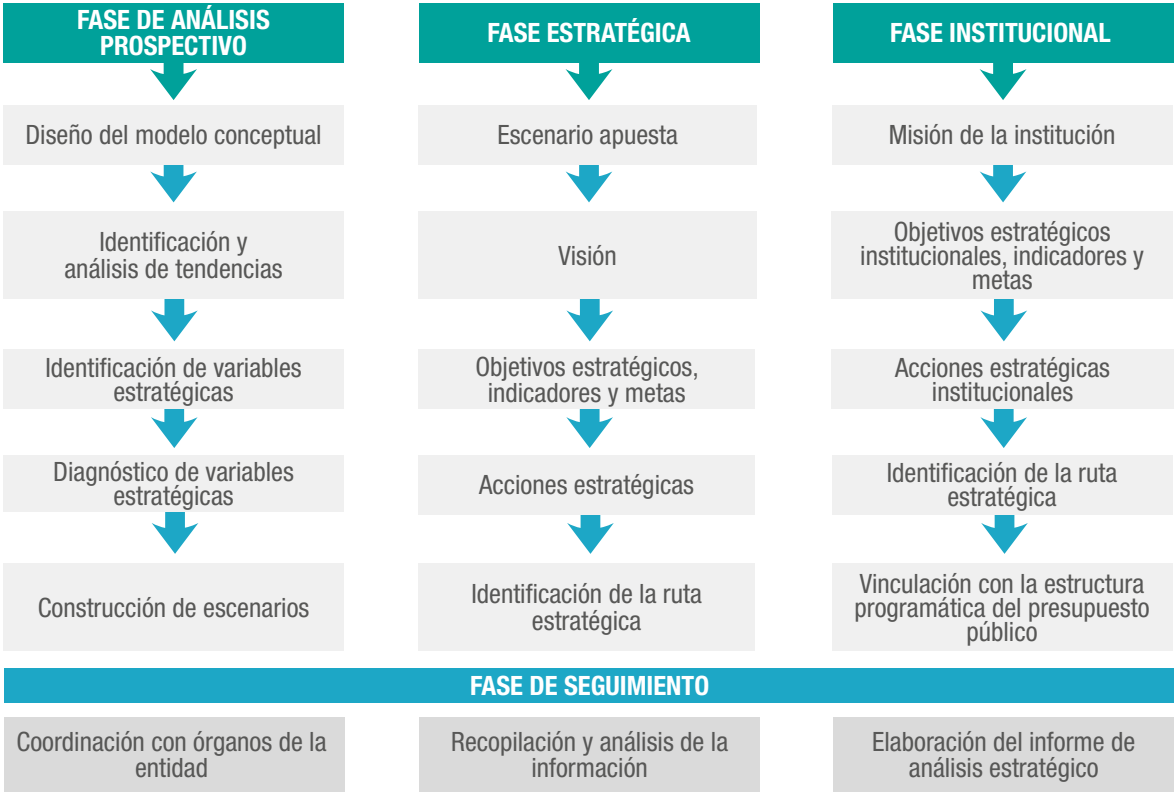 FASE DE ANÁLISIS
PROSPECTIVO
Diseño del modelo conceptual
Identificación y
análisis de tendencias
Identificación de variables
estratégicas
Diagnóstico de variables
estratégicas
Construcción de escenarios
FASE ESTRATÉGICA
Escenario apuesta
Visión
Objetivos estratégicos,
indicadores y metas
Acciones estratégicas
Identificación de la ruta
estratégica
FASE INSTITUCIONAL
Misión de la institución
Objetivos estratégicos
institucionales, indicadores y
metas
Acciones estratégicas
institucionales
Identificación de la ruta
estratégica
Vinculación con la estructura
programática del presupuesto
público
FASE DE SEGUIMIENTO
Coordinación con órganos de la
entidad
Recopilación y análisis de la
información
Elaboración del informe de
análisis estratégico